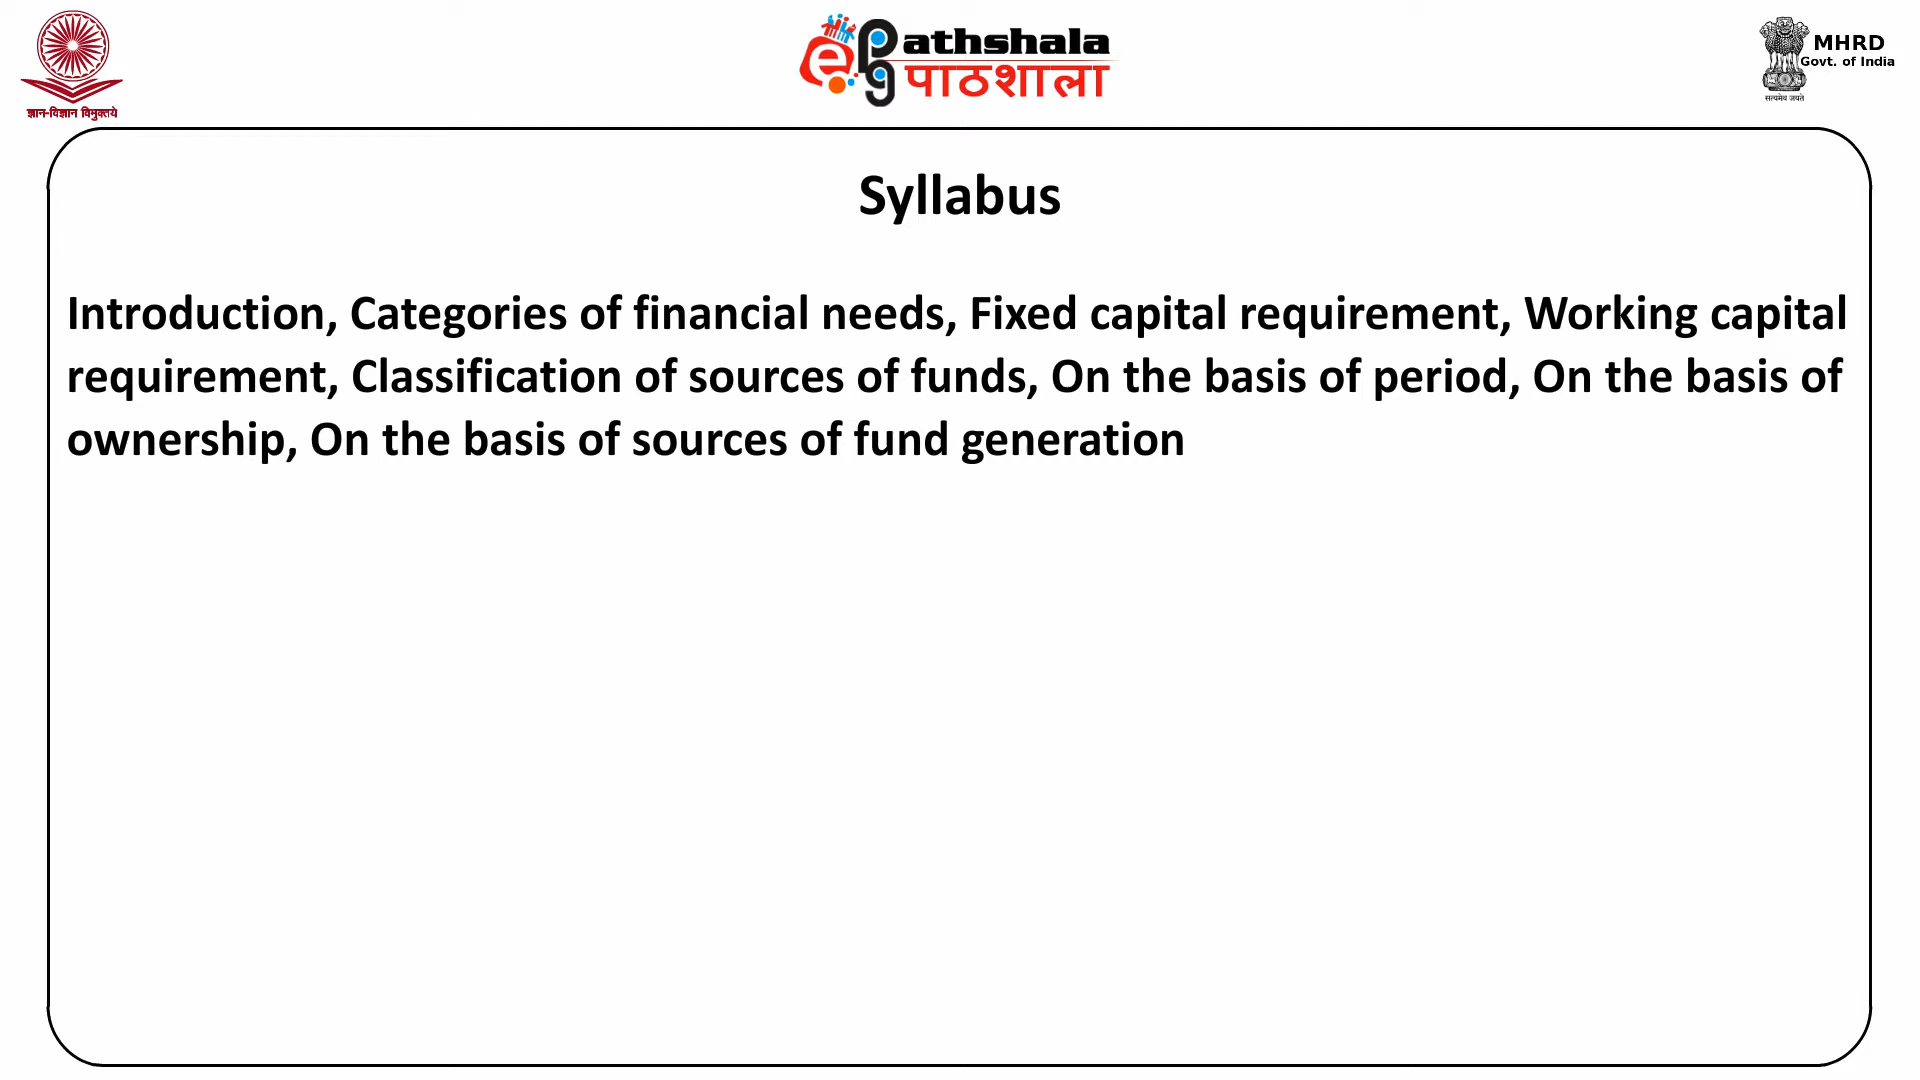 ज्ञान-विज्ञान विमुक्तये
e pg athshala
पाठशाला
MHRD
Govt. of India
सत्यमेव जयते
Syllabus
Introduction, Categories of financial needs, Fixed capital requirement, Working capital
requirement, Classification of sources of funds, On the basis of period, On the basis of
ownership, On the basis of sources of fund generation